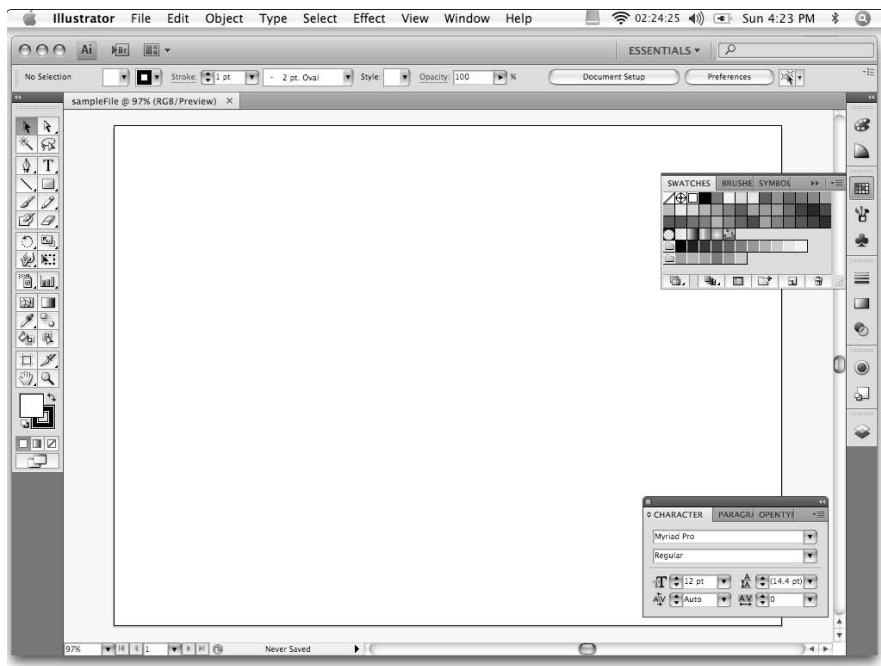 Illustrator File Edit Object Type Select Effect View Window Help 02:24:25 Sun 4:23 PM
Ai Br ESSENTIALS
No Selection Stroke: 1 pt 2 pt. Oval Style: Opacity: 100 % Document Setup Preferences
sampleFile @ 97% (RGB/Preview)
SWATCHES BRUSHE SYMBOL
CHARACTER PARAGRA OPENTYP
Myriad Pro
Regular
12 pt (14.4 pt)
Auto 0
97% 1 Never Saved